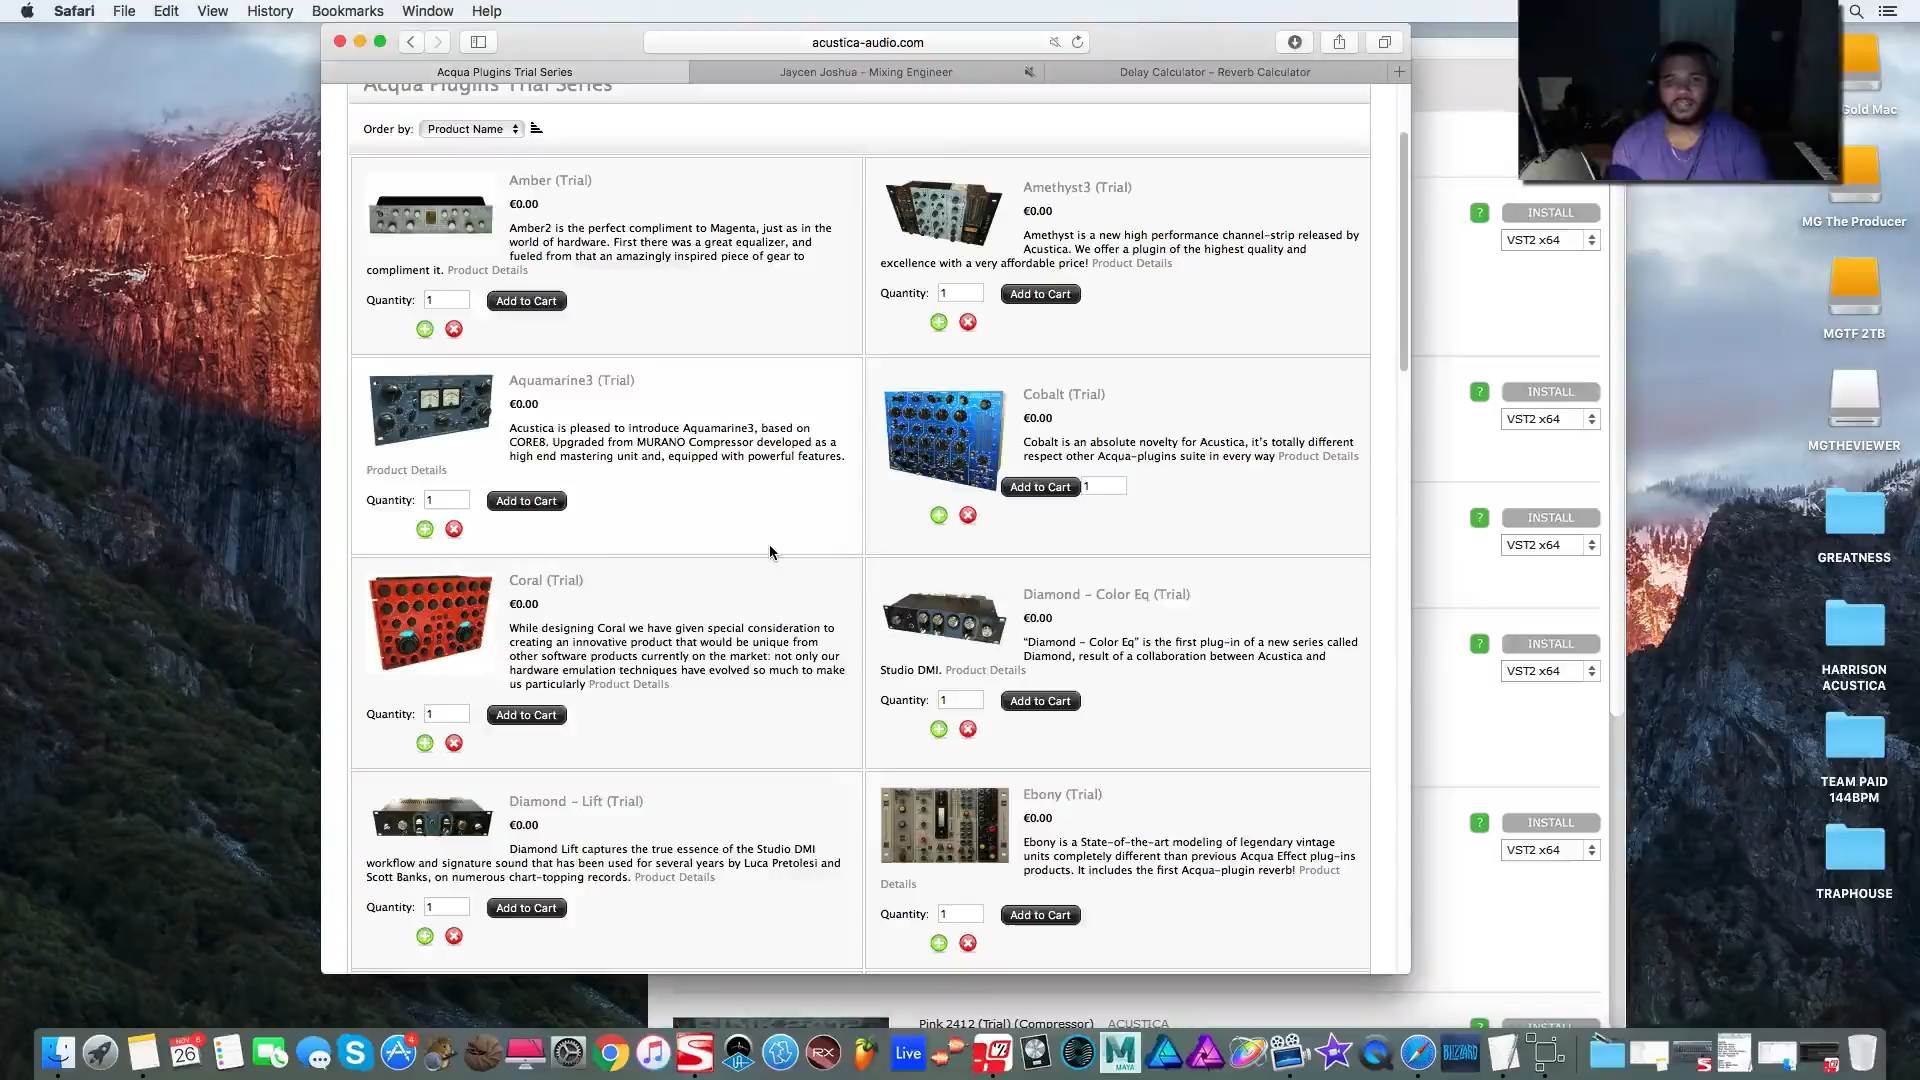 Safari File Edit View History Bookmarks Window Help
acustica-audio.com
Acqua Plugins Trial Series
Jaycen Joshua – Mixing Engineer
Delay Calculator – Reverb Calculator
Acqua Plugins Trial Series
Order by: Product Name
Amber (Trial)
€0.00
Amber2 is the perfect compliment to Magenta, just as in the
world of hardware. First there was a great equalizer, and
fueled from that an amazingly inspired piece of gear to
compliment it. Product Details
Quantity: 1 Add to Cart
Amethyst3 (Trial)
€0.00
Amethyst is a new high performance channel-strip released by
Acustica. We offer a plugin of the highest quality and
excellence with a very affordable price! Product Details
Quantity: 1 Add to Cart
Aquamarine3 (Trial)
€0.00
Acustica is pleased to introduce Aquamarine3, based on
CORE8. Upgraded from MURANO Compressor developed as a
high end mastering unit and, equipped with powerful features.
Product Details
Quantity: 1 Add to Cart
Cobalt (Trial)
€0.00
Cobalt is an absolute novelty for Acustica, it's totally different
respect other Acqua-plugins suite in every way Product Details
Add to Cart 1
Coral (Trial)
€0.00
While designing Coral we have given special consideration to
creating an innovative product that would be unique from
other software products currently on the market: not only our
hardware emulation techniques have evolved so much to make
us particularly Product Details
Quantity: 1 Add to Cart
Diamond – Color Eq (Trial)
€0.00
"Diamond – Color Eq" is the first plug-in of a new series called
Diamond, result of a collaboration between Acustica and
Studio DMI. Product Details
Quantity: 1 Add to Cart
Diamond – Lift (Trial)
€0.00
Diamond Lift captures the true essence of the Studio DMI
workflow and signature sound that has been used for several years by Luca Pretolesi and
Scott Banks, on numerous chart-topping records. Product Details
Quantity: 1 Add to Cart
Ebony (Trial)
€0.00
Ebony is a State-of-the-art modeling of legendary vintage
units completely different than previous Acqua Effect plug-ins
products. It includes the first Acqua-plugin reverb! Product
Details
Quantity: 1 Add to Cart
? INSTALL
VST2 x64
? INSTALL
VST2 x64
? INSTALL
VST2 x64
? INSTALL
VST2 x64
? INSTALL
VST2 x64
Pink 2412 (Trial) (Compressor) ACUSTICA
? INSTALL
Gold Mac
MG The Producer
MGTF 2TB
MGTHEVIEWER
GREATNESS
HARRISON
ACUSTICA
TEAM PAID
144BPM
TRAPHOUSE
NOV
26
RX
Live
MAYA
BLIZZARD